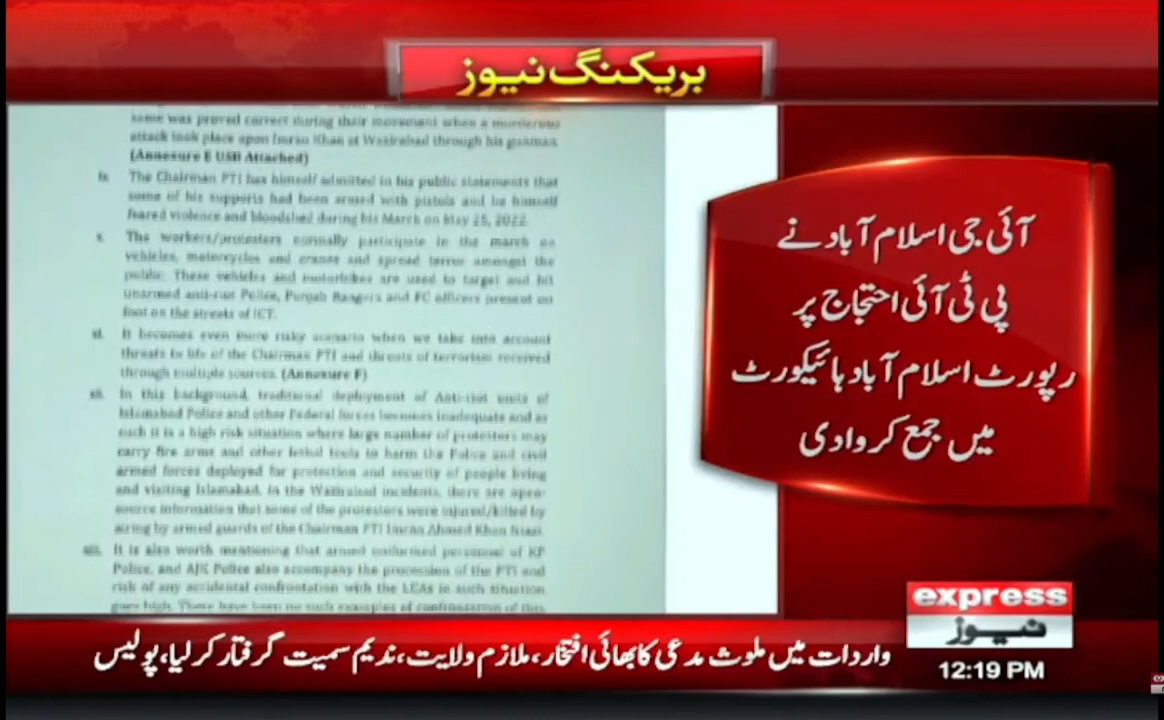 بریکنگ نیوز
same was proved correct during their movement when a murderous
attack took place upon Imran Khan at Wazirabad through his gunman.
(Annexure E USB Attached)
ix. The Chairman PTI has himself admitted in his public statements that
some of his supports had been armed with pistols and he himself
feared violence and bloodshed during his March on May 25, 2022.
x. The workers/protesters normally participate in the march on
vehicles, motorcycles and cranes and spread terror amongst the
public. These vehicles and motorbikes are used to target and hit
unarmed anti-riot Police, Punjab Rangers and FC officers present on
foot on the streets of ICT.
xi. It becomes even more risky scenario when we take into account
threats to life of the Chairman PTI and threats of terrorism received
through multiple sources. (Annexure F)
xii. In this background, traditional deployment of Anti-riot units of
Islamabad Police and other Federal forces becomes inadequate and as
such it is a high risk situation where large number of protestors may
carry fire arms and other lethal tools to harm the Police and civil
armed forces deployed for protection and security of people living
and visiting Islamabad. In the Wazirabad incidents, there are open-
source information that some of the protesters were injured/killed by
airing by armed guards of the Chairman PTI Imran Ahmed Khan Niazi.
xiii. It is also worth mentioning that armed uniformed personnel of KP
Police, and AJK Police also accompany the procession of the PTI and
risk of any accidental confrontation with the LEAs in such situation
goes high. There have been no such examples of confrontation of this
آئی جی اسلام آباد نے
پی ٹی آئی احتجاج پر
رپورٹ اسلام آباد ہائیکورٹ
میں جمع کروادی
express
نیوز
12:19 PM
واردات میں ملوث مدعی کا بھائی افتخار، ملازم ولایت، ندیم سمیت گرفتار کرلیا، پولیس